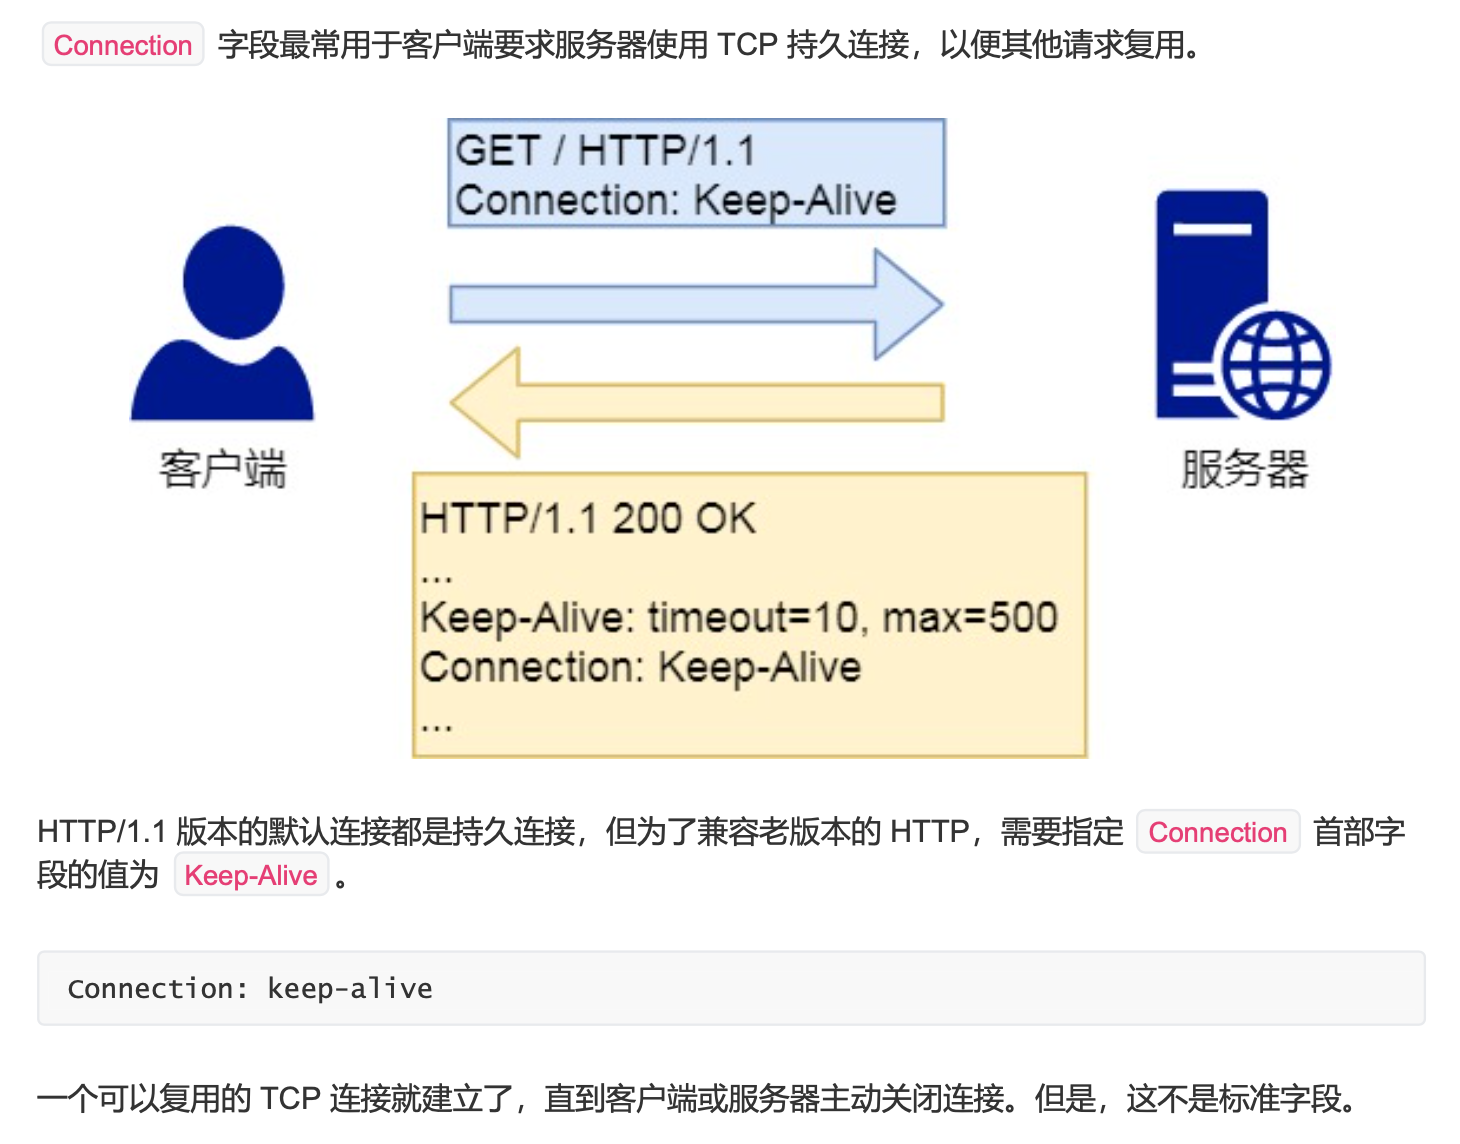 Connection 字段最常用于客户端要求服务器使用 TCP 持久连接，以便其他请求复用。
GET / HTTP/1.1
Connection: Keep-Alive
客户端
服务器
HTTP/1.1 200 OK
...
Keep-Alive: timeout=10, max=500
Connection: Keep-Alive
...
HTTP/1.1 版本的默认连接都是持久连接，但为了兼容老版本的 HTTP，需要指定 Connection 首部字
段的值为 Keep-Alive 。
Connection: keep-alive
一个可以复用的 TCP 连接就建立了，直到客户端或服务器主动关闭连接。但是，这不是标准字段。